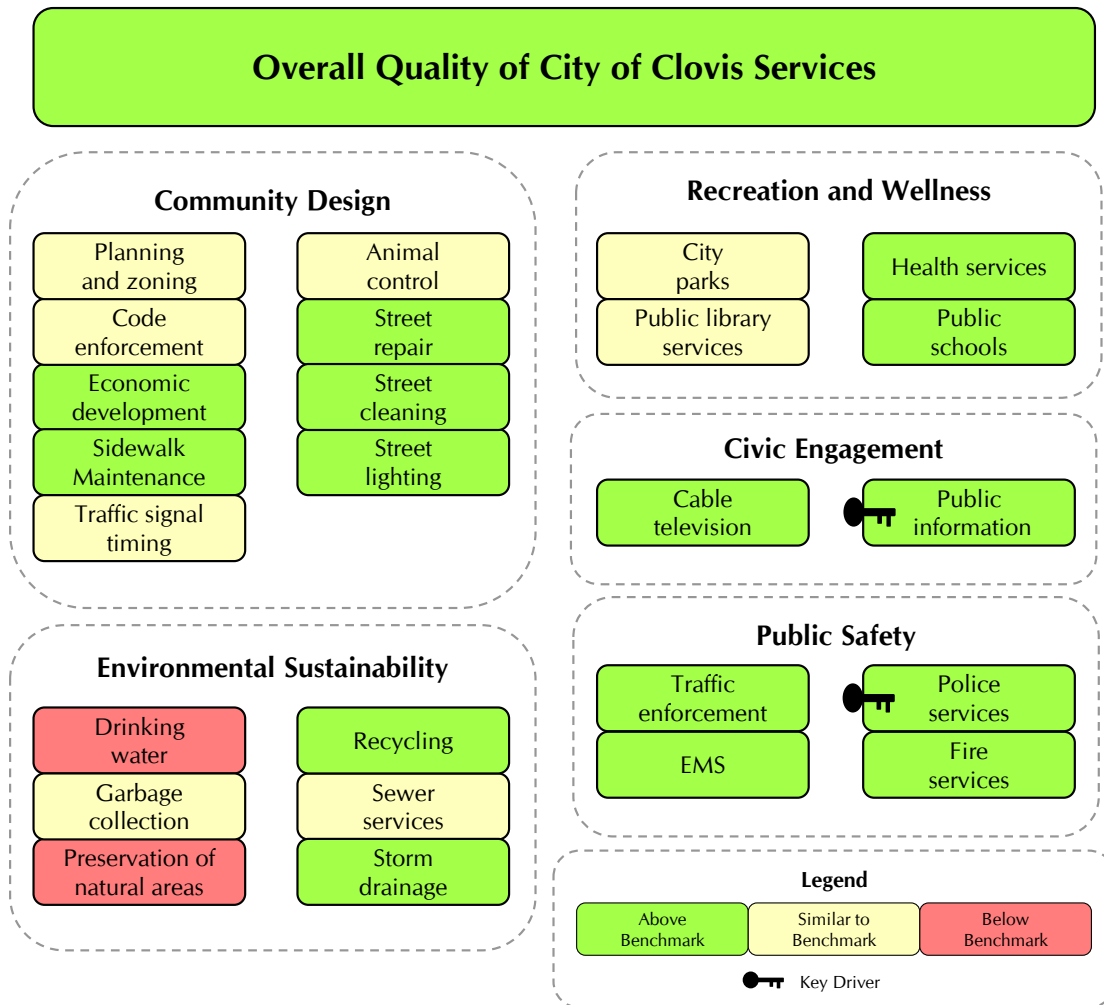 Overall Quality of City of Clovis Services
Community Design
Planning
and zoning
Code
enforcement
Economic
development
Sidewalk
Maintenance
Traffic signal
timing
Animal
control
Street
repair
Street
cleaning
Street
lighting
Environmental Sustainability
Drinking
water
Garbage
collection
Preservation of
natural areas
Recycling
Sewer
services
Storm
drainage
Recreation and Wellness
City
parks
Public library
services
Health services
Public
schools
Civic Engagement
Cable
television
Public
information
Public Safety
Traffic
enforcement
EMS
Police
services
Fire
services
Legend
Above
Benchmark
Similar to
Benchmark
Below
Benchmark
Key Driver